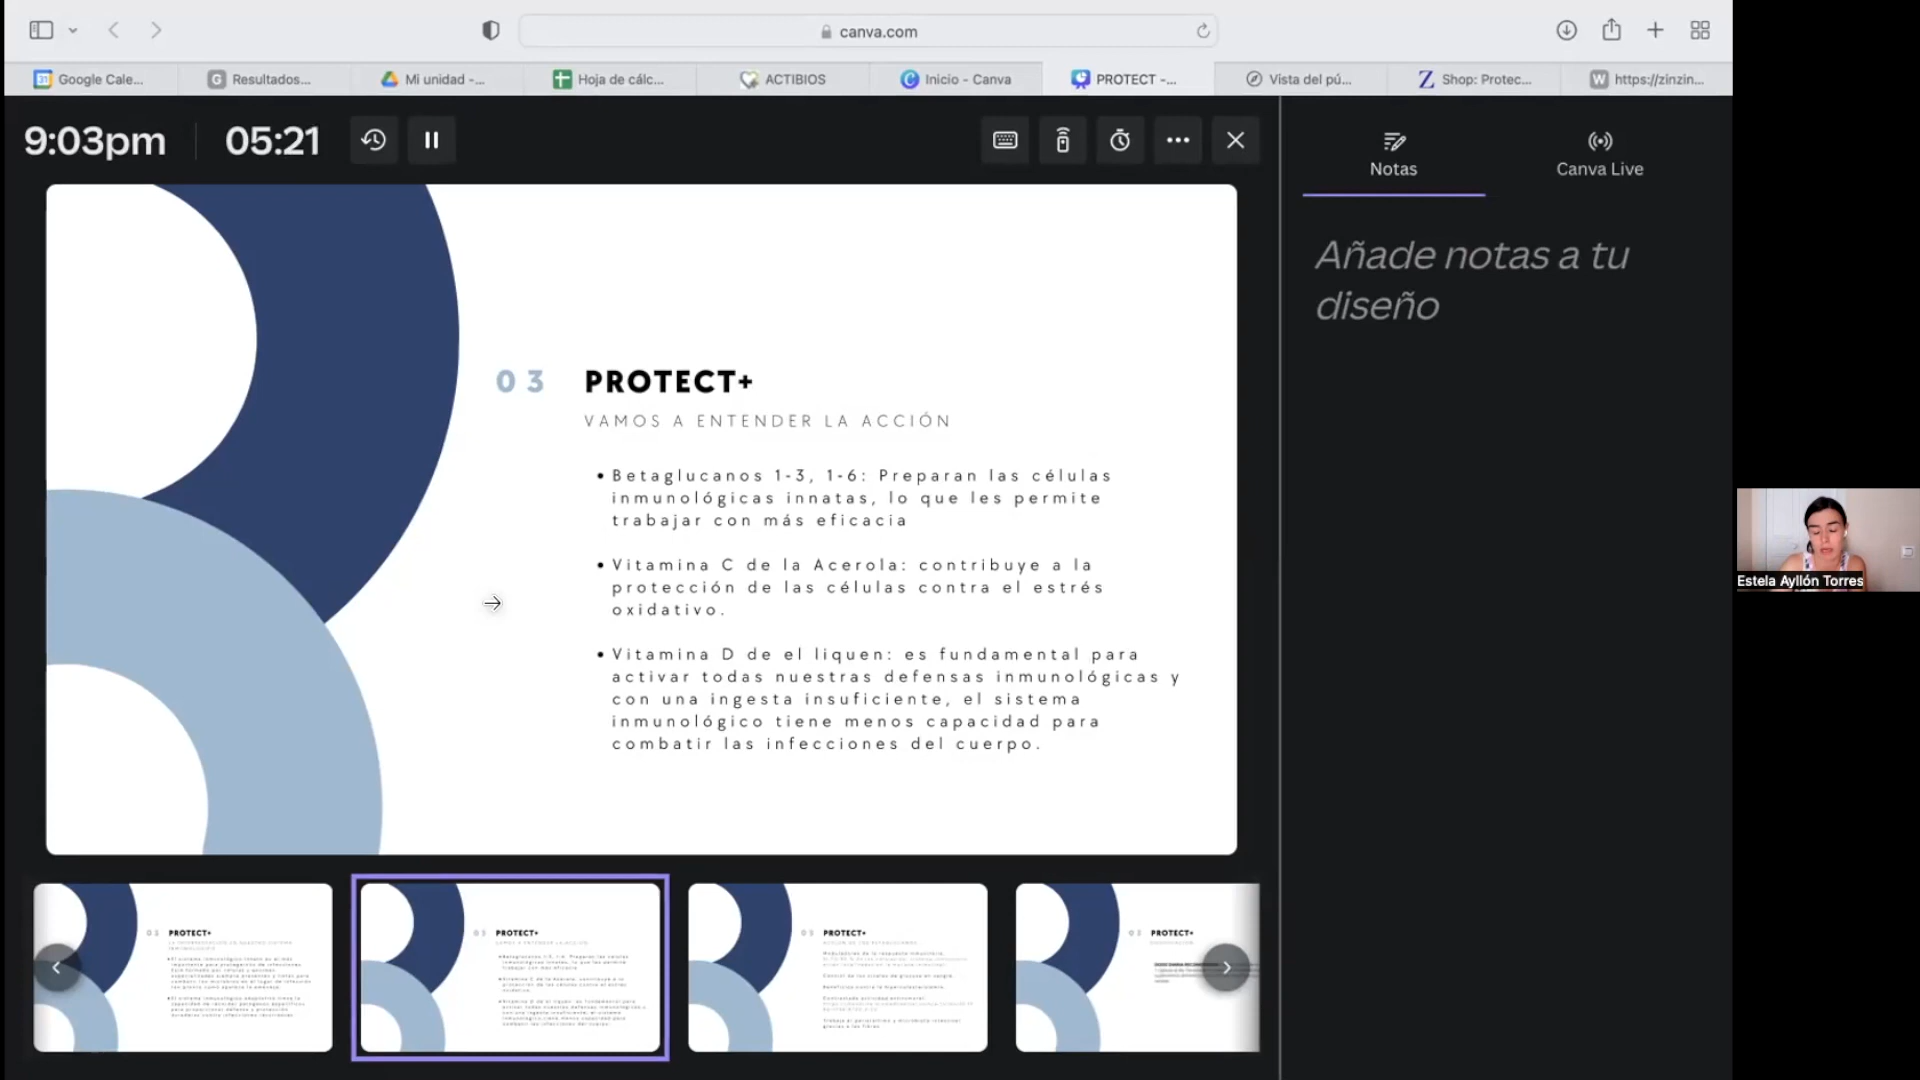 canva.com
Google Cale...
Resultados...
Mi unidad -...
Hoja de cálc...
ACTIBIOS
Inicio - Canva
PROTECT -...
Vista del pú...
Shop: Protec...
https://zinzin...
9:03pm
05:21
Notas
Canva Live
Añade notas a tu
diseño
03 PROTECT+
VAMOS A ENTENDER LA ACCIÓN
• Betaglucanos 1-3, 1-6: Preparan las células
inmunológicas innatas, lo que les permite
trabajar con más eficacia
• Vitamina C de la Acerola: contribuye a la
protección de las células contra el estrés
oxidativo.
• Vitamina D de el liquen: es fundamental para
activar todas nuestras defensas inmunológicas y
con una ingesta insuficiente, el sistema
inmunológico tiene menos capacidad para
combatir las infecciones del cuerpo.
Estela Ayllón Torres
03 PROTECT+
03 PROTECT+
03 PROTECT+
03 PROTECT+